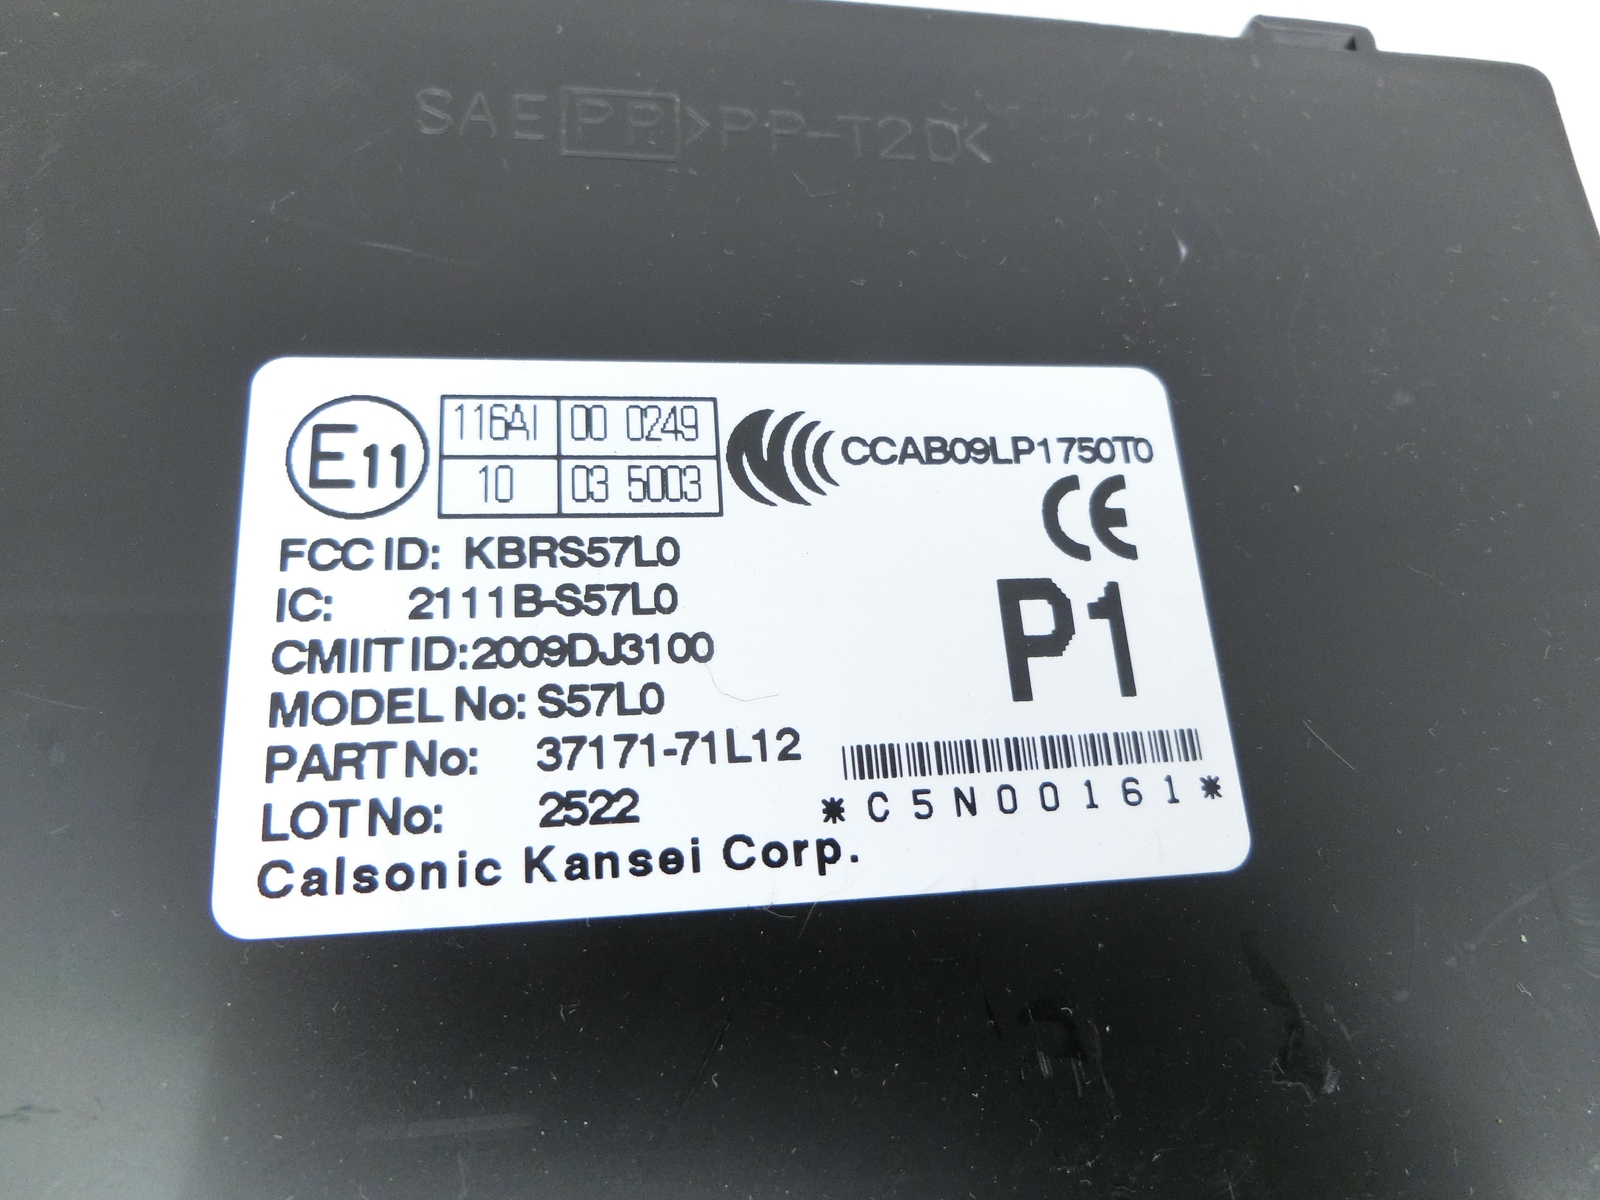 SAE PP >PP-T20<
E11
116AI 00 0249
10 03 5003
CCAB09LP1750T0
CE
FCC ID: KBRS57L0
IC: 2111B-S57L0
CMIIT ID:2009DJ3100
P1
MODEL No: S57L0
PART No: 37171-71L12
LOT No: 2522
*C5N00161*
Calsonic Kansei Corp.